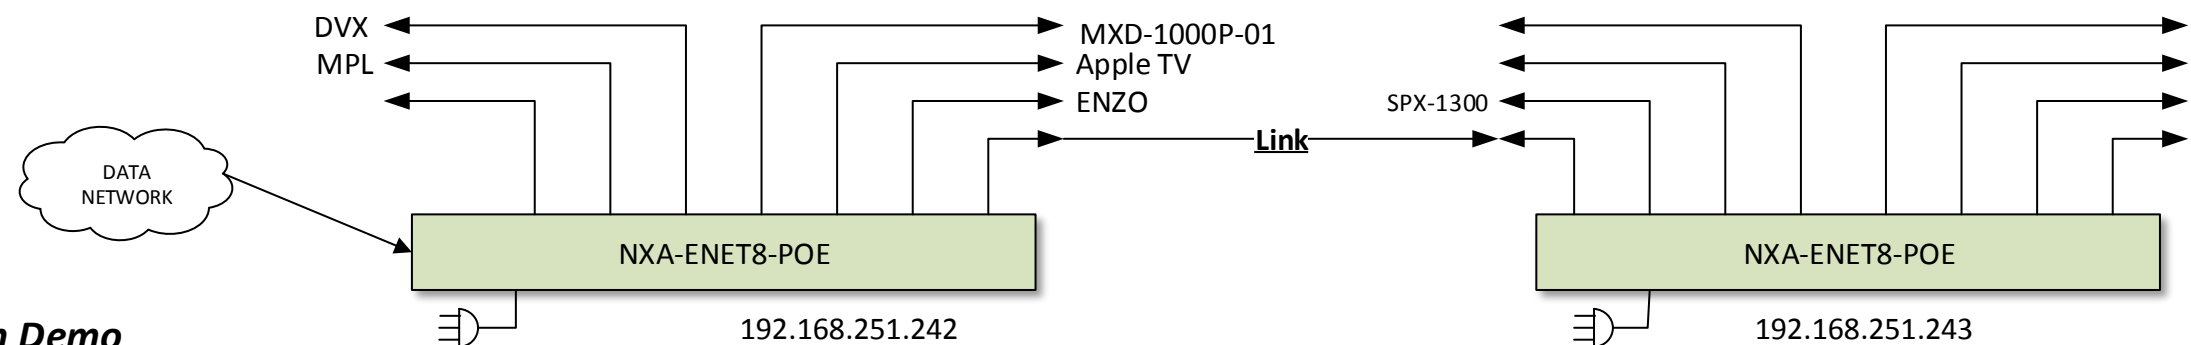 DVX
MXD-1000P-01
MPL
Apple TV
ENZO
SPX-1300
Link
DATA
NETWORK
NXA-ENET8-POE
NXA-ENET8-POE
192.168.251.242
192.168.251.243
Demo